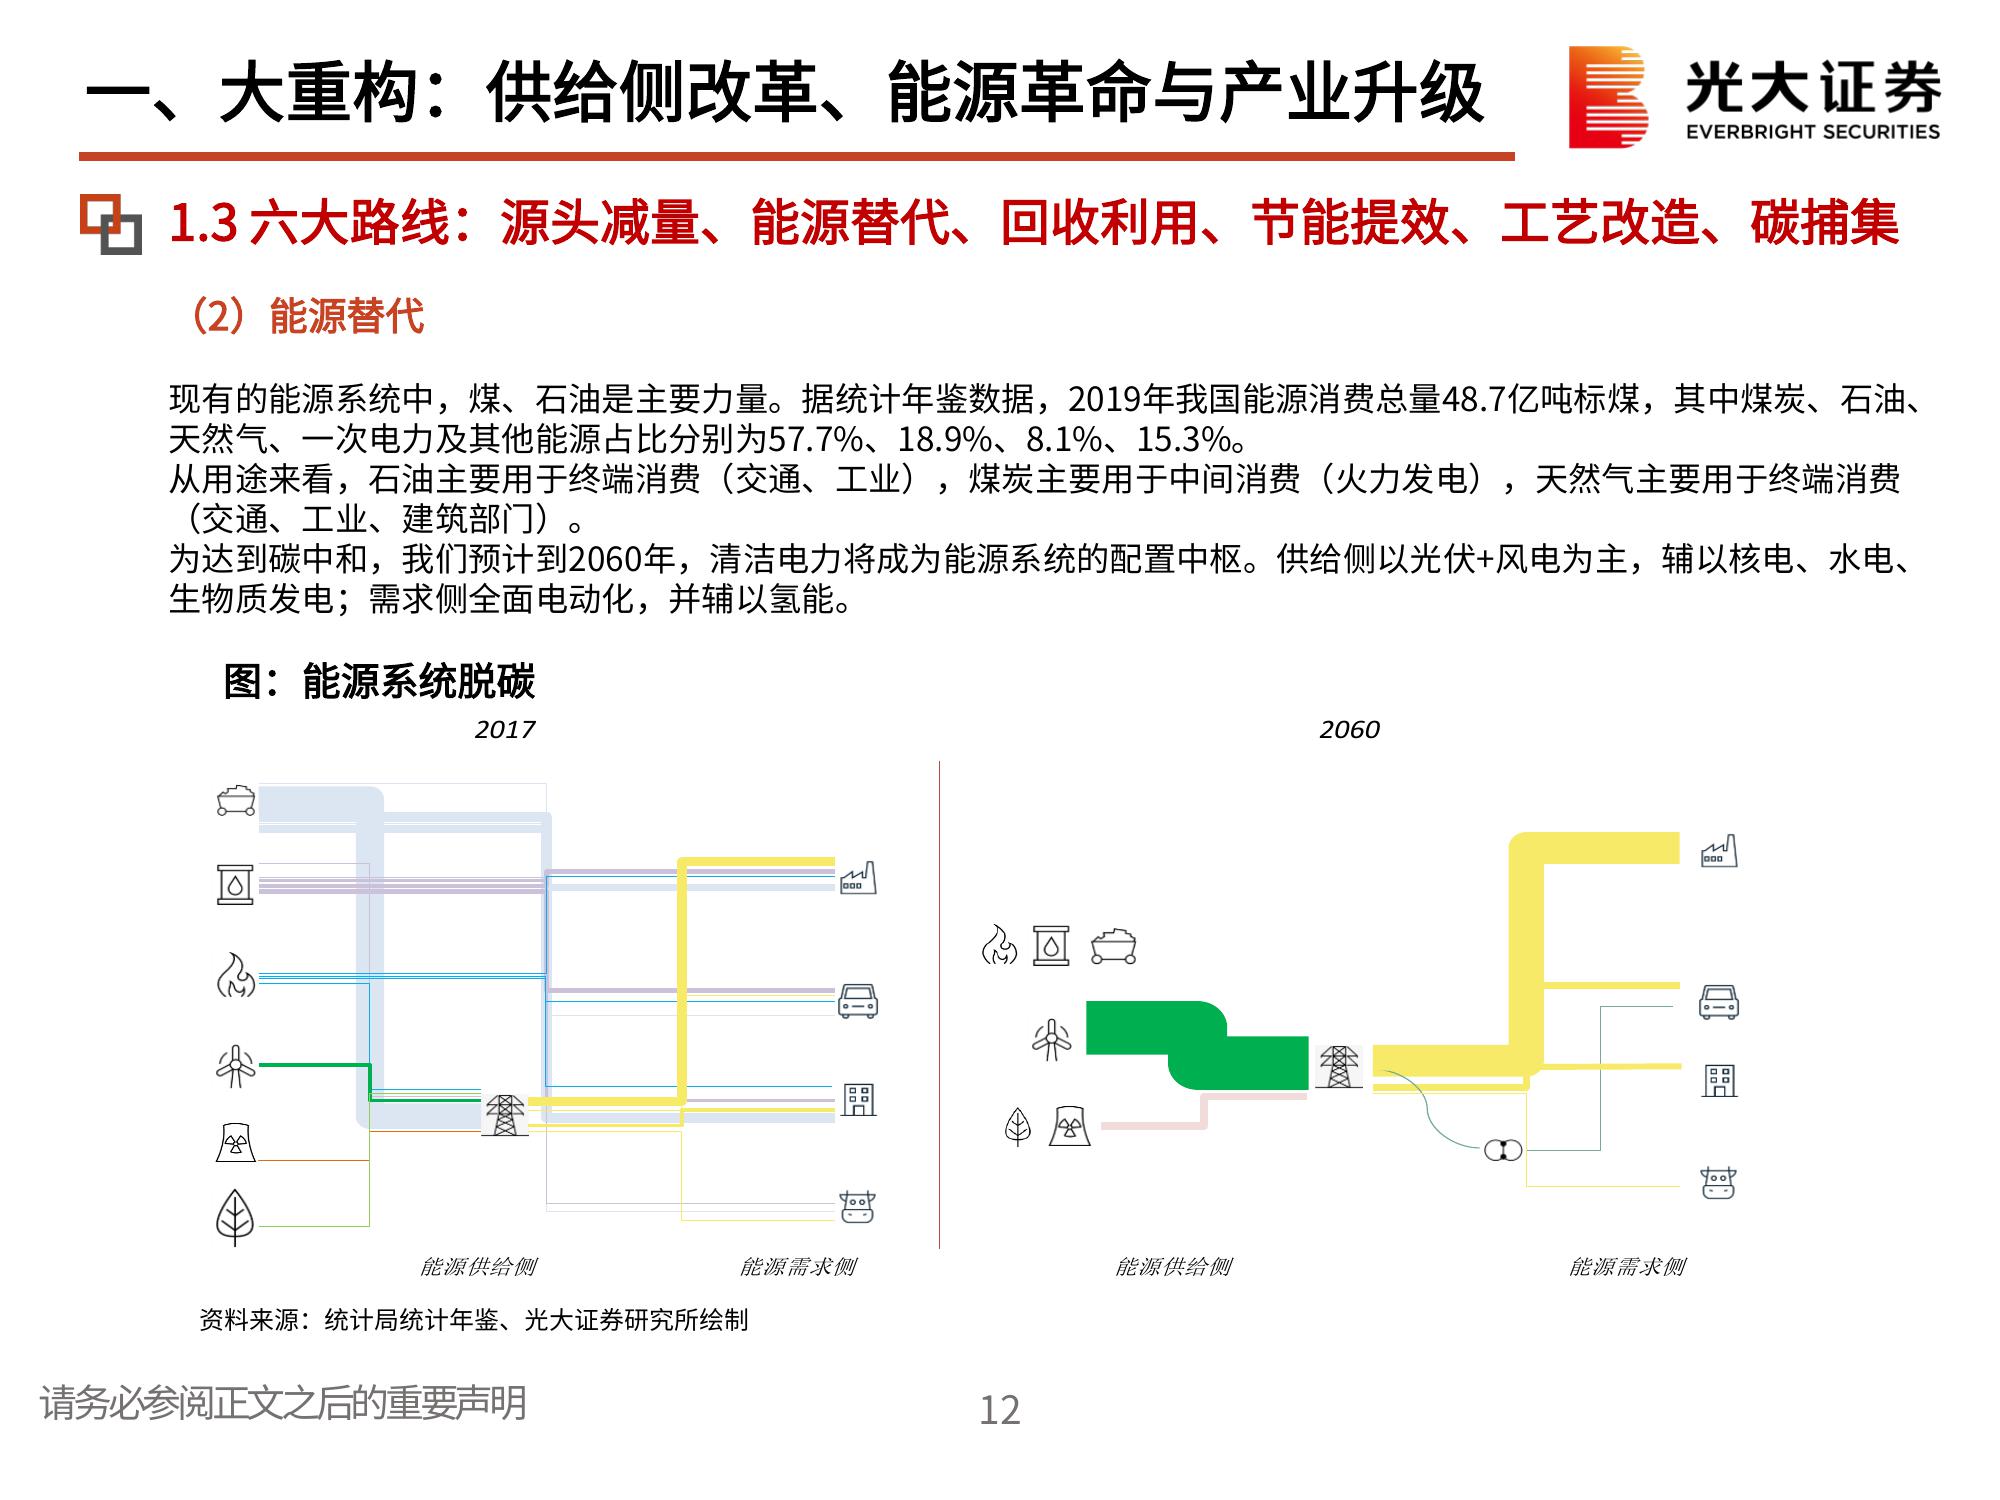 一、大重构：供给侧改革、能源革命与产业升级
光大证券
EVERBRIGHT SECURITIES
1.3 六大路线：源头减量、能源替代、回收利用、节能提效、工艺改造、碳捕集
（2）能源替代
现有的能源系统中，煤、石油是主要力量。据统计年鉴数据，2019年我国能源消费总量48.7亿吨标煤，其中煤炭、石油、
天然气、一次电力及其他能源占比分别为57.7%、18.9%、8.1%、15.3%。
从用途来看，石油主要用于终端消费（交通、工业），煤炭主要用于中间消费（火力发电），天然气主要用于终端消费
（交通、工业、建筑部门）。
为达到碳中和，我们预计到2060年，清洁电力将成为能源系统的配置中枢。供给侧以光伏+风电为主，辅以核电、水电、
生物质发电；需求侧全面电动化，并辅以氢能。
图：能源系统脱碳
2017
2060
能源供给侧
能源需求侧
能源供给侧
能源需求侧
资料来源：统计局统计年鉴、光大证券研究所绘制
请务必参阅正文之后的重要声明
12